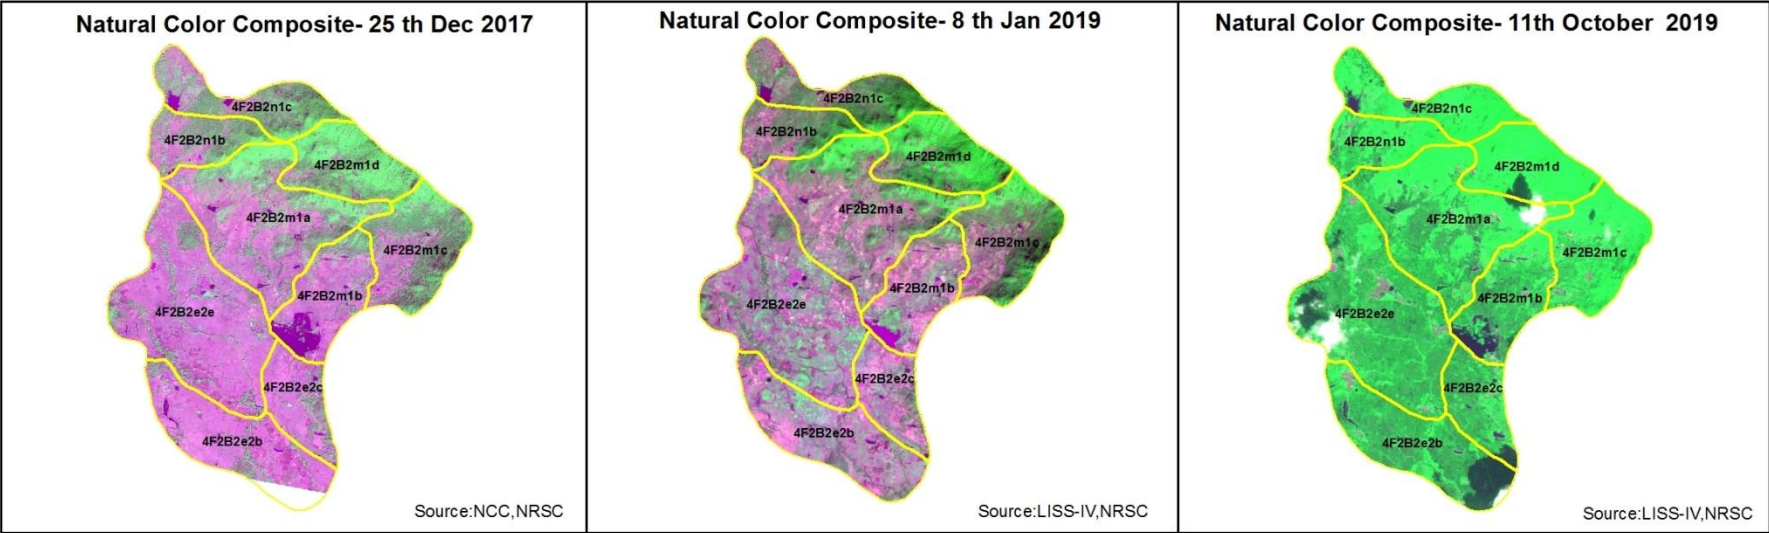 Natural Color Composite- 25 th Dec 2017
4F2B2n1c
4F2B2n1b
4F2B2m1d
4F2B2m1a
4F2B2m1c
4F2B2m1b
4F2B2e2e
4F2B2e2c
4F2B2e2b
Source:NCC,NRSC
Natural Color Composite- 8 th Jan 2019
4F2B2n1c
4F2B2n1b
4F2B2m1d
4F2B2m1a
4F2B2m1c
4F2B2m1b
4F2B2e2e
4F2B2e2c
4F2B2e2b
Source:LISS-IV,NRSC
Natural Color Composite- 11th October 2019
4F2B2n1c
4F2B2n1b
4F2B2m1d
4F2B2m1a
4F2B2m1c
4F2B2m1b
4F2B2e2e
4F2B2e2c
4F2B2e2b
Source:LISS-IV,NRSC